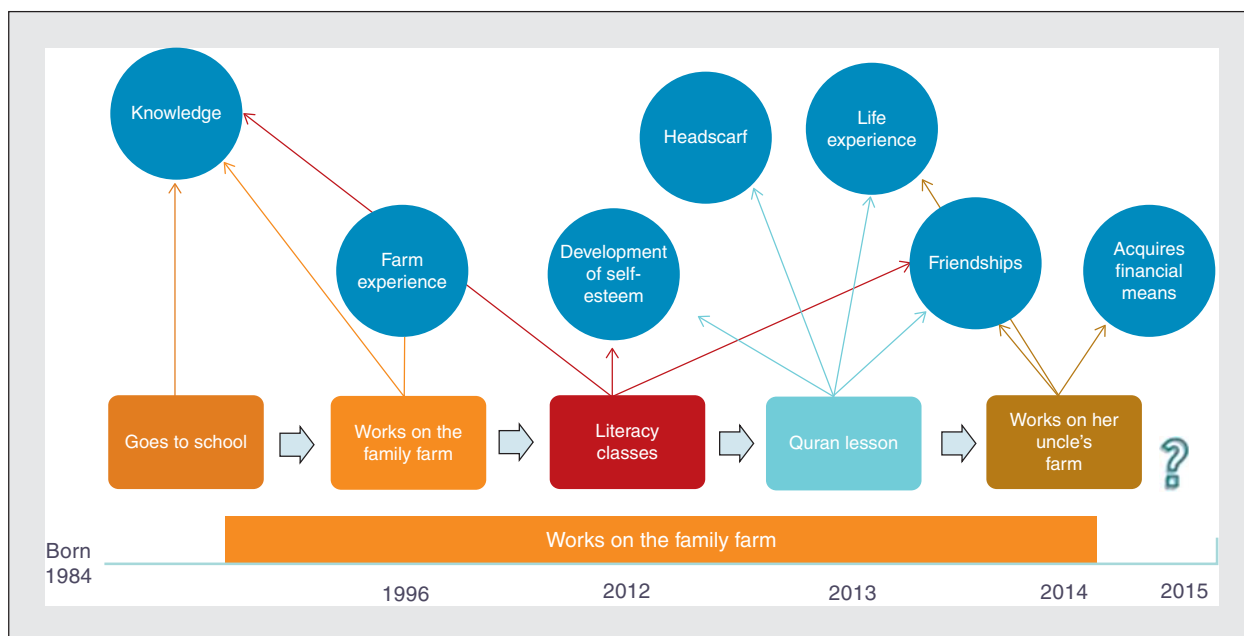 Knowledge
Farm
experience
Development
of self-
esteem
Headscarf
Life
experience
Friendships
Acquires
financial
means
Goes to school
Works on the
family farm
Literacy
classes
Quran lesson
Works on her
uncle's
farm
?
Works on the family farm
Born
1984
1996
2012
2013
2014
2015